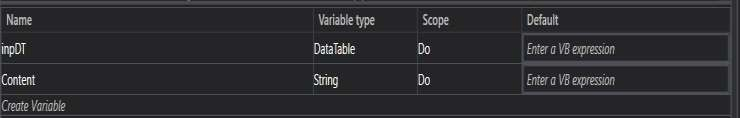 Name Variable type Scope Default
inpDT DataTable Do Enter a VB expression
Content String Do Enter a VB expression
Create Variable